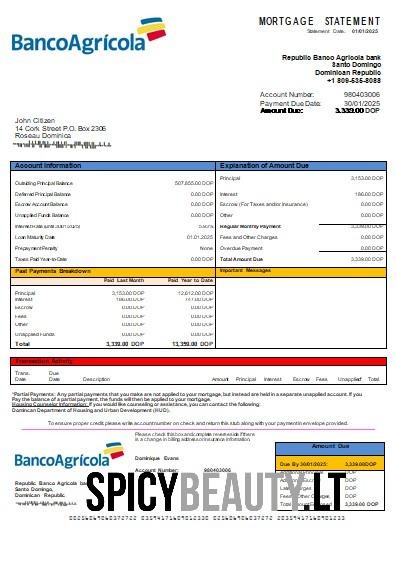 BancoAgrícola
MORTGAGE STATEMENT
Statement Date: 01/01/2025
Republic Banco Agricola bank
Santo Domingo
Dominican Republic
+1 809-535-8088
Account Number: 980403006
Payment Due Date: 30/01/2025
Amount Due: 3,339.00 DOP
John Citizen
14 Cork Street P.O. Box 2306
Roseau Dominica
Account Information
Outstanding Principal Balance 507,855.00 DOP
Deferred Principal Balance 0.00 DOP
Escrow Account Balance 0.00 DOP
Unapplied Funds Balance 0.00 DOP
Interest Rate (until 30/01/2025)
Loan Maturity Date 01.01.2025
Prepayment Penalty None
Taxes Paid Year-to-Date 0.00 DOP
Explanation of Amount Due
Principal 3,153.00 DOP
Interest 186.00 DOP
Escrow (For Taxes and/or Insurance) 0.00 DOP
Other 0.00 DOP
Regular Monthly Payment 3,339.00 DOP
Fees and Other Charges 0.00 DOP
Overdue Payment 0.00 DOP
Total Amount Due 3,339.00 DOP
Past Payments Breakdown
Paid Last Month Paid Year to Date
Principal 3,153.00 DOP 12,612.00 DOP
Interest 186.00 DOP 747.00 DOP
Escrow 0.00 DOP 0.00 DOP
Fees 0.00 DOP 0.00 DOP
Other 0.00 DOP 0.00 DOP
Unapplied Funds 0.00 DOP 0.00 DOP
Total 3,339.00 DOP 13,359.00 DOP
Important Messages
Transaction Activity
Trans. Due
Date Date Description Amount Principal Interest Escrow Fees Unapplied* Total
*Partial Payments: Any partial payments that you make are not applied to your mortgage, but instead are held in a separate unapplied account. If you
Pay the balance of a partial payment, the funds will then be applied to your mortgage.
Housing Counselor Information: If you would like counseling or assistance, you can contact the following:
Dominican Department of Housing and Urban Development (HUD),
To ensure proper credit please write account number on check and return this stub along with your payment in envelope provided.
Please check this box and complete reverse side if there
is a change in billing address or insurance information
BancoAgrícola
Dominique Evans
Account Number: 980403006
Republic Banco Agricola bank
Santo Domingo,
Dominican Republic
Amount Due
Due By 30/01/2025: 3,339.00 DOP
SPICYBEAUTY.LT